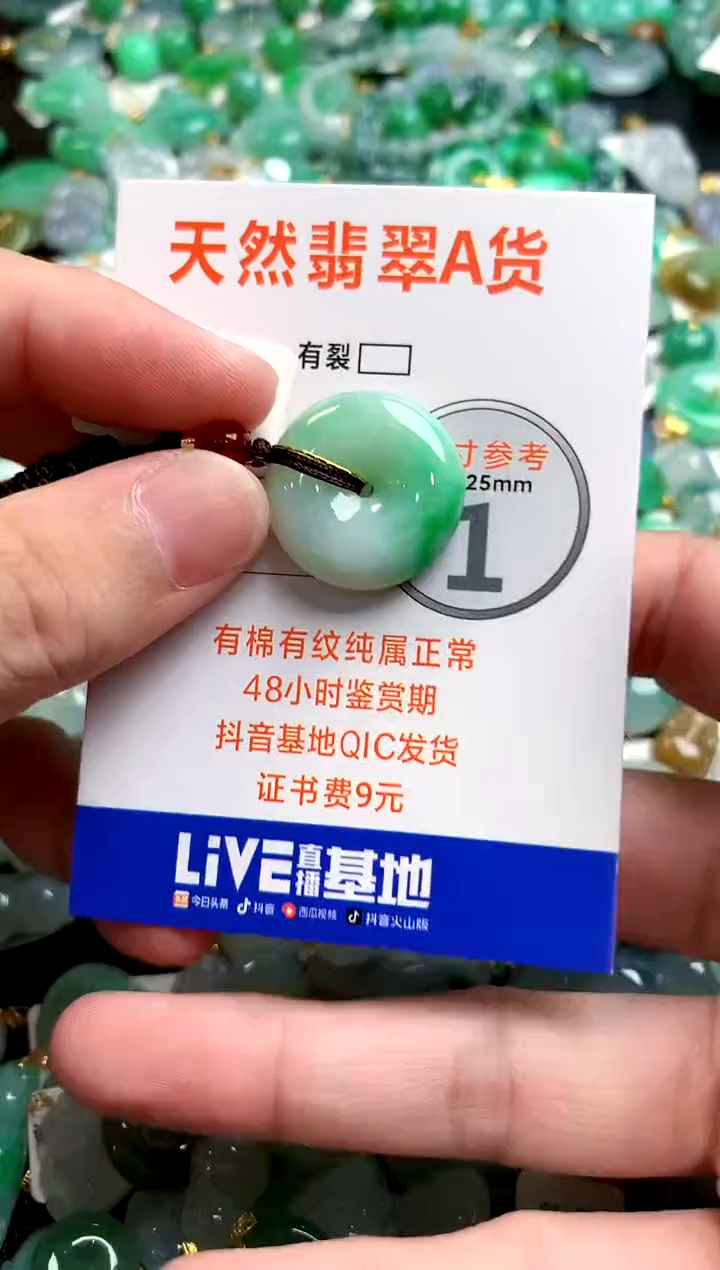 天然翡翠A货
有裂
寸参考
25mm
1
有棉有纹纯属正常
48小时鉴赏期
抖音基地QIC发货
证书费9元
LiVE直播基地
今日头条 抖音 西瓜视频 抖音火山版